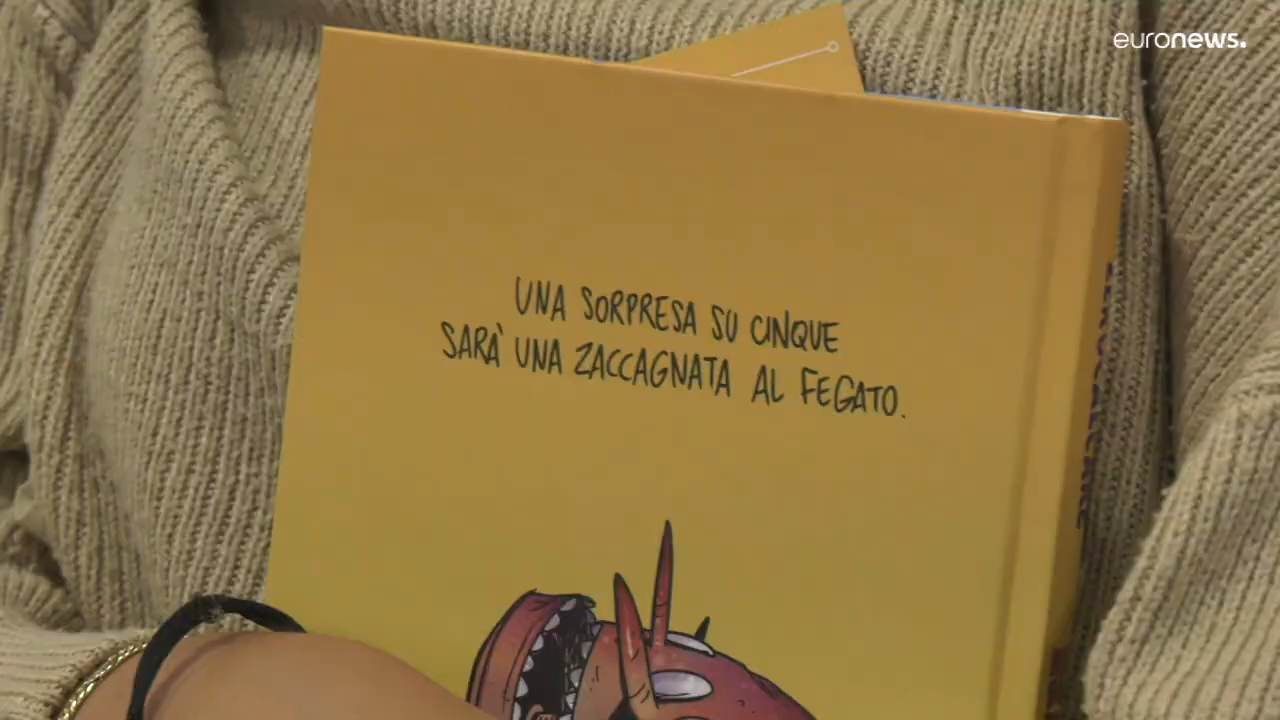 euronews.
UNA SORPRESA SU CINQUE
SARÀ UNA ZACCAGNATA AL FEGATO.